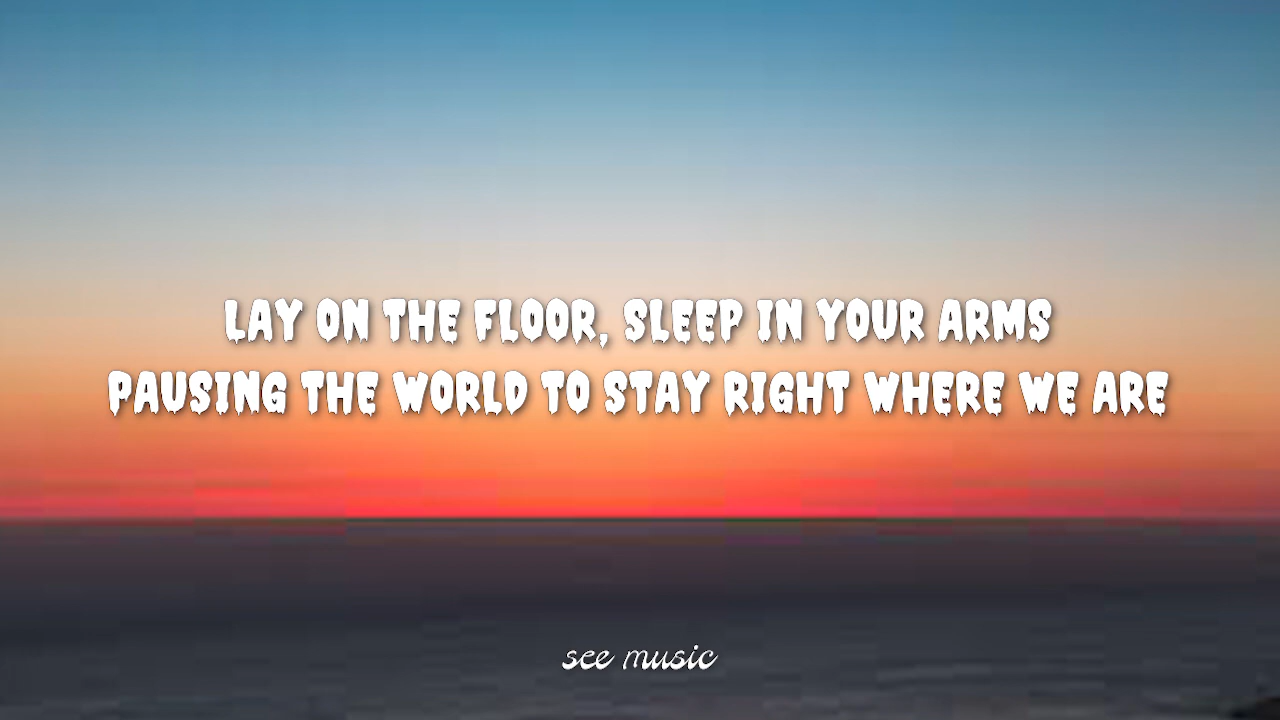 LAY ON THE FLOOR, SLEEP IN YOUR ARMS
PAUSING THE WORLD TO STAY RIGHT WHERE WE ARE
see music